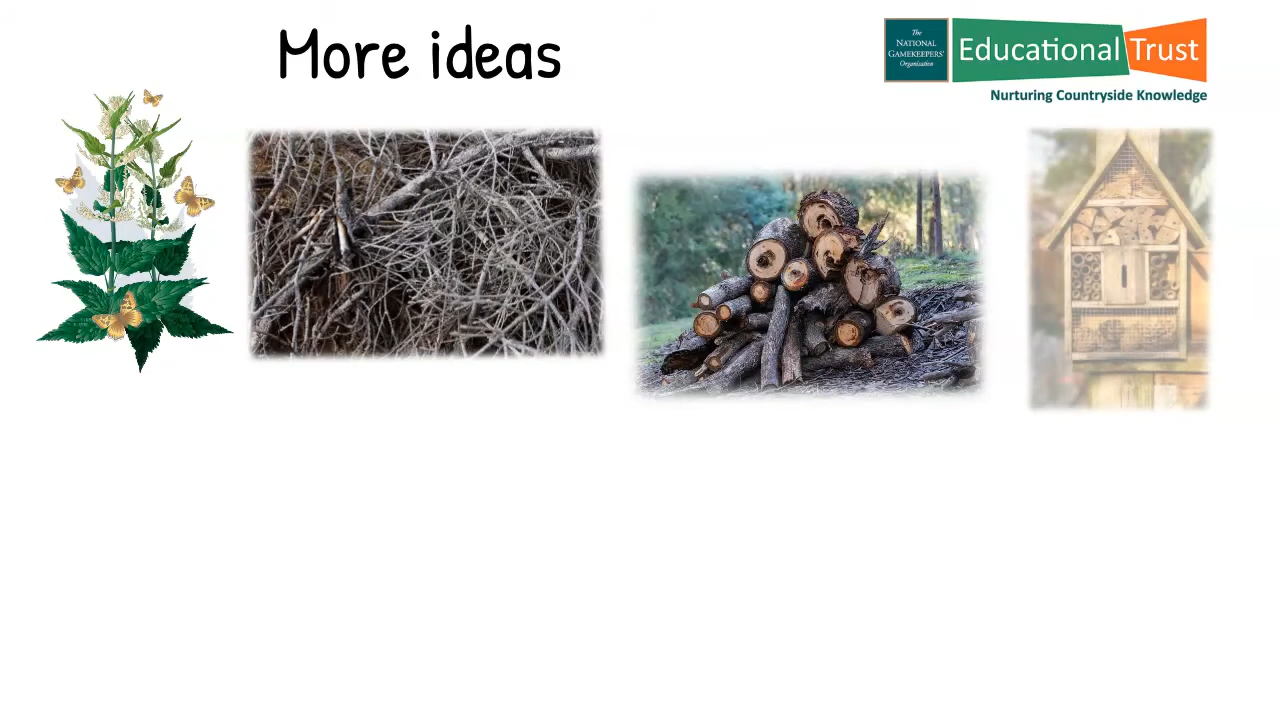 More ideas
The
NATIONAL
GAMEKEEPERS'
Organisation
Educational Trust
Nurturing Countryside Knowledge